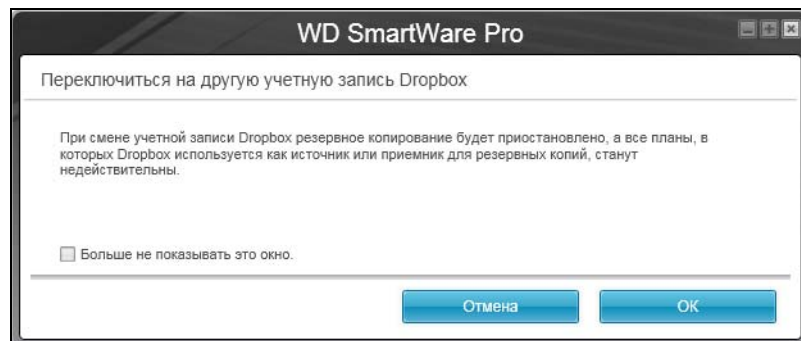 WD SmartWare Pro
Переключиться на другую учетную запись Dropbox
При смене учетной записи Dropbox резервное копирование будет приостановлено, а все планы, в
которых Dropbox используется как источник или приемник для резервных копий, станут
недействительны.
Больше не показывать это окно.
Отмена
ОК